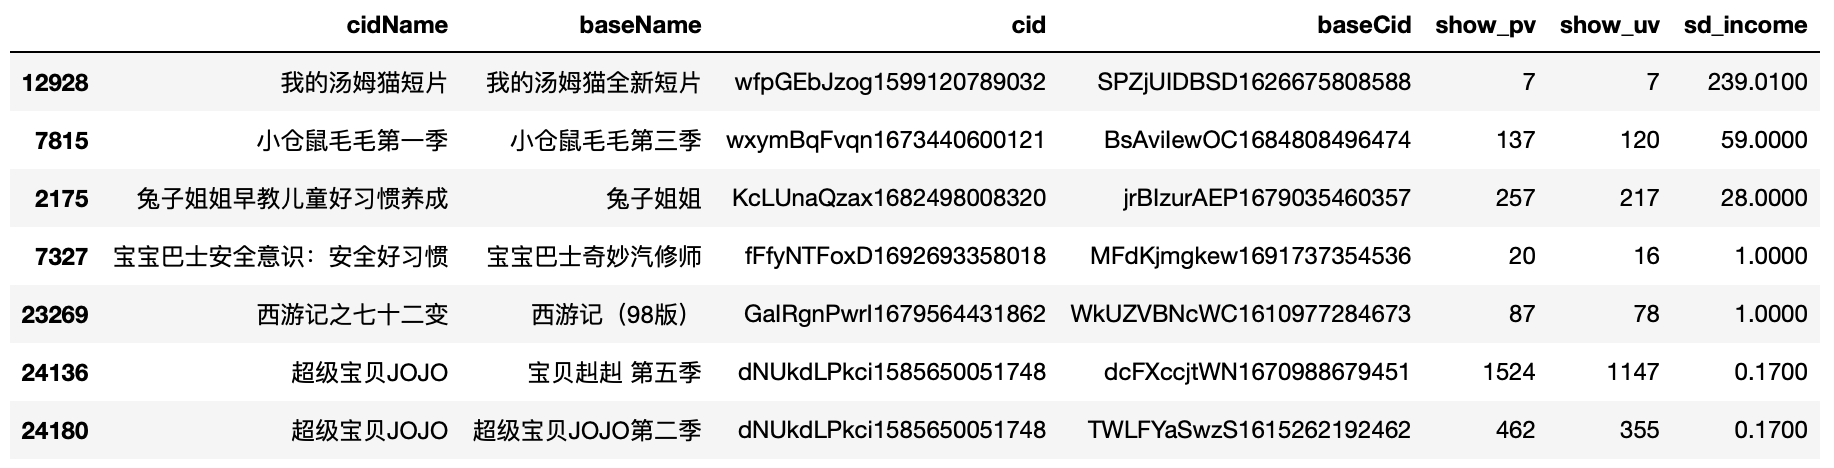 cidName baseName cid baseCid show_pv show_uv sd_income
12928 我的汤姆猫短片 我的汤姆猫全新短片 wfpGEbJzog1599120789032 SPZjUIDBSD1626675808588 7 7 239.0100
7815 小仓鼠毛毛第一季 小仓鼠毛毛第三季 wxymBqFvqn1673440600121 BsAvilewOC1684808496474 137 120 59.0000
2175 兔子姐姐早教儿童好习惯养成 兔子姐姐 KcLUnaQzax1682498008320 jrBIzurAEP1679035460357 257 217 28.0000
7327 宝宝巴士安全意识：安全好习惯 宝宝巴士奇妙汽修师 fFfyNTFoxD1692693358018 MFdKjmgkew1691737354536 20 16 1.0000
23269 西游记之七十二变 西游记（98版） GaIRgnPwrI1679564431862 WkUZVBNcWC1610977284673 87 78 1.0000
24136 超级宝贝JOJO 宝贝赳赳 第五季 dNUkdLPkci1585650051748 dcFXccjtWN1670988679451 1524 1147 0.1700
24180 超级宝贝JOJO 超级宝贝JOJO第二季 dNUkdLPkci1585650051748 TWLFYaSwzS1615262192462 462 355 0.1700